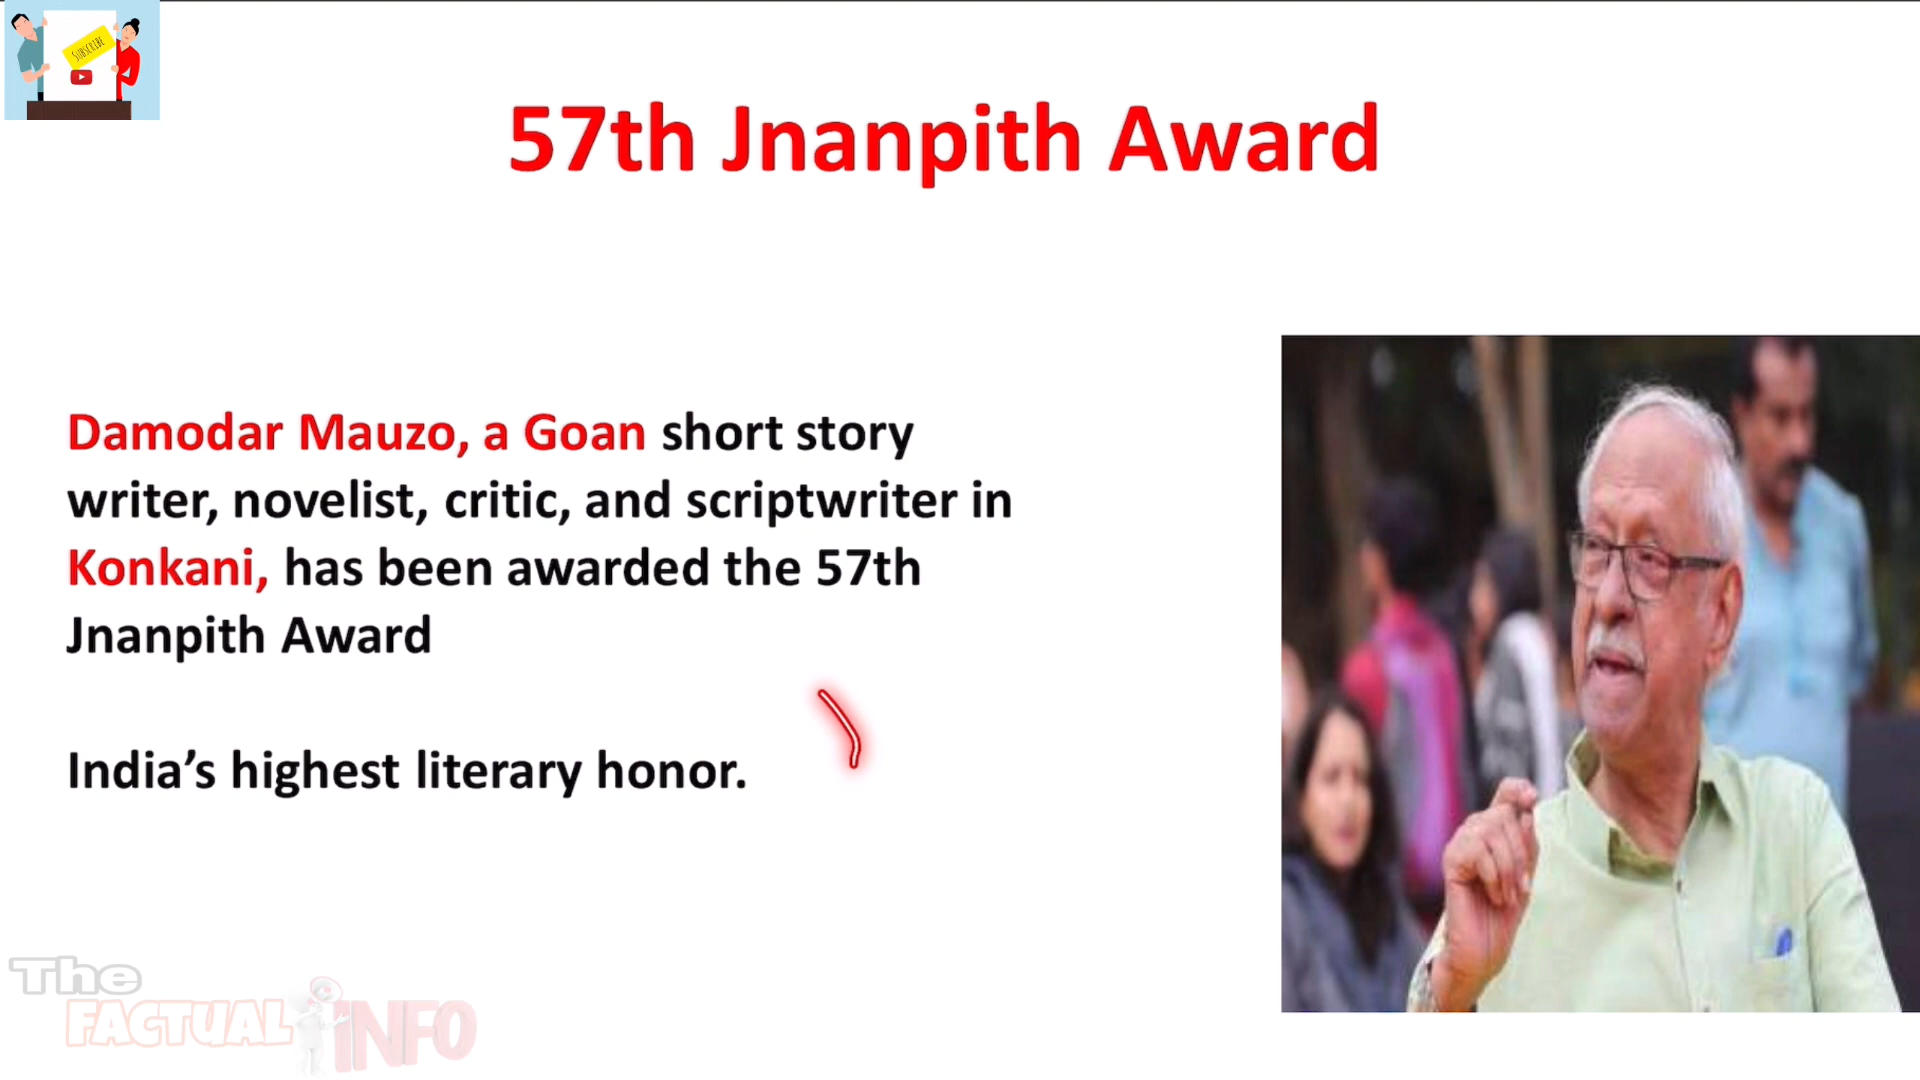 SUBSCRIBE
57th Jnanpith Award
Damodar Mauzo, a Goan short story
writer, novelist, critic, and scriptwriter in
Konkani, has been awarded the 57th
Jnanpith Award
India’s highest literary honor.
The
FACTUAL INFO